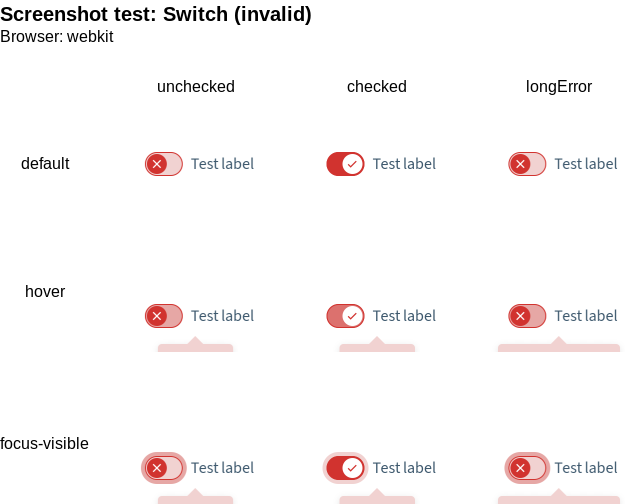 Screenshot test: Switch (invalid)
Browser: webkit
unchecked checked longError
default Test label Test label Test label
hover Test label Test label Test label
focus-visible Test label Test label Test label